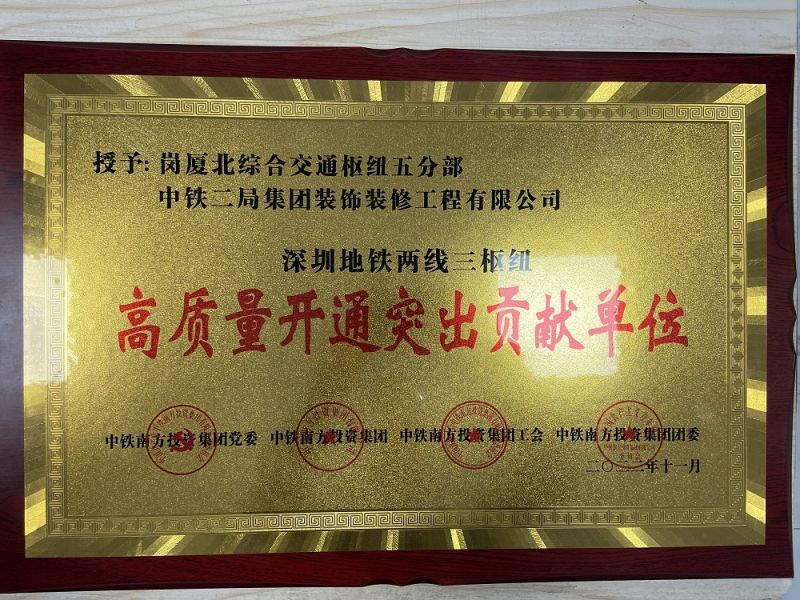 授予: 岗厦北综合交通枢纽五分部
中铁二局集团装饰装修工程有限公司
深圳地铁两线三枢纽
高质量开通突出贡献单位
中铁南方投资集团党委 中铁南方投资集团 中铁南方投资集团工会 中铁南方投资集团团委
二〇二二年十一月